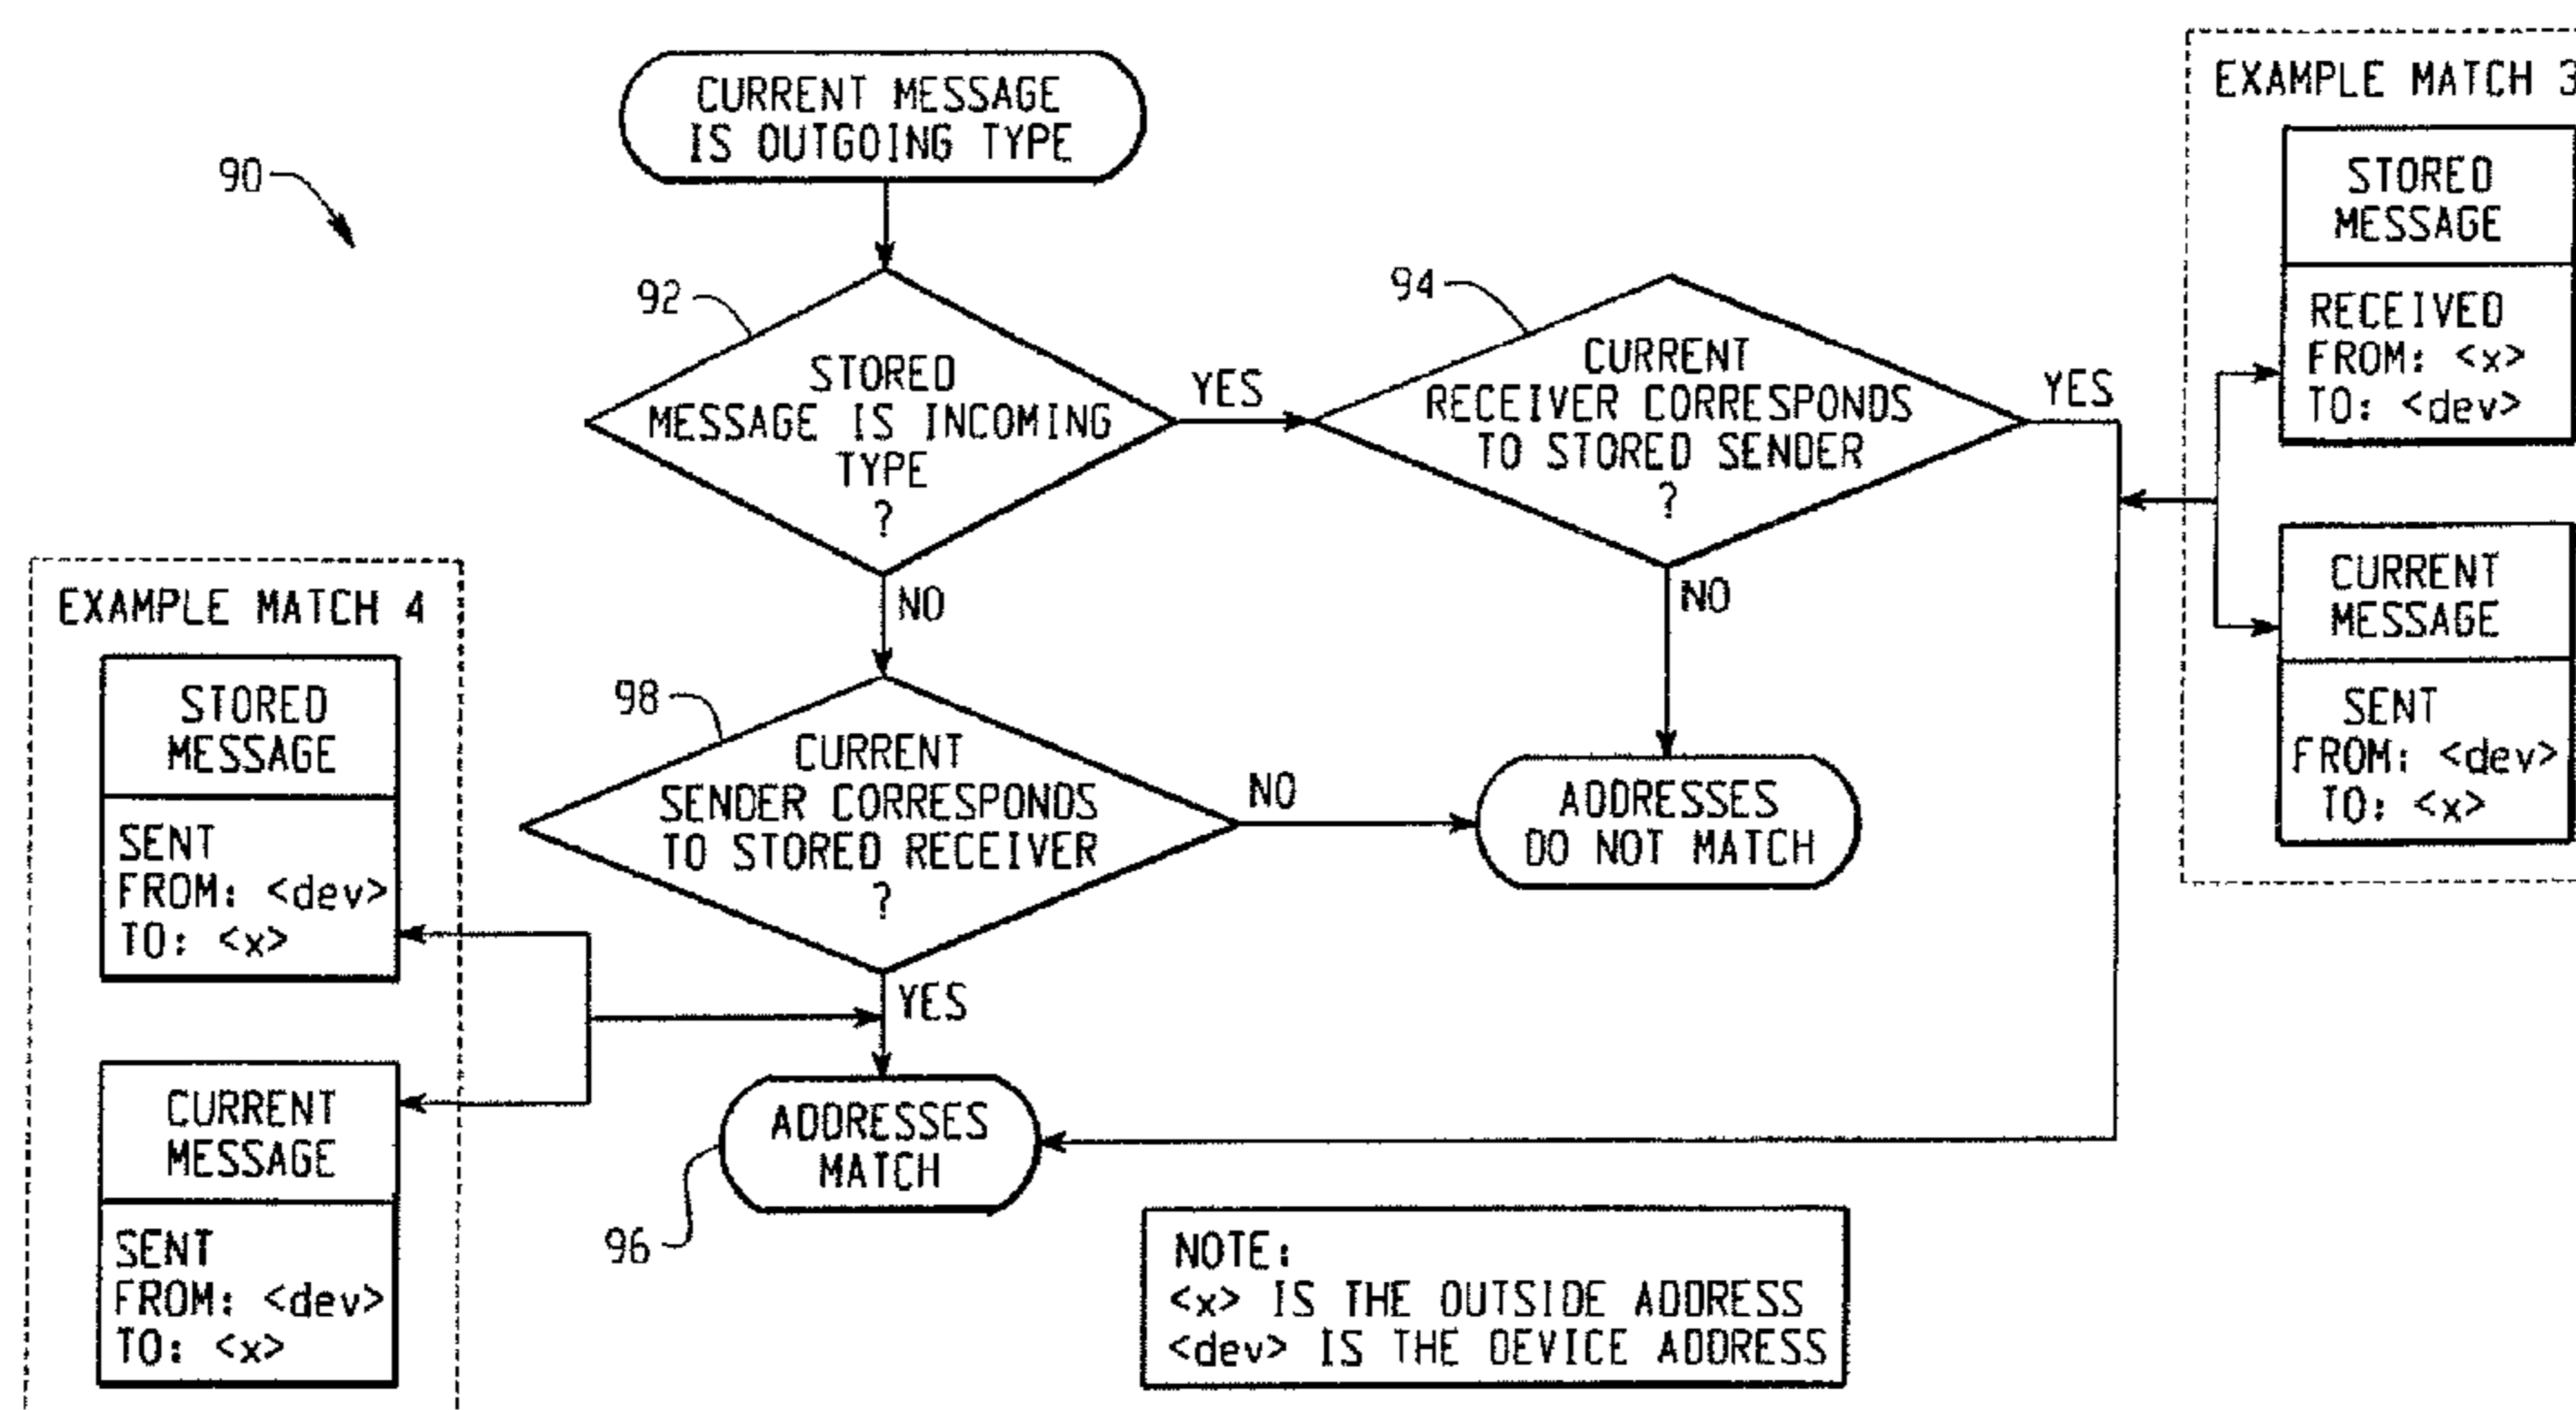 CURRENT MESSAGE
IS OUTGOING TYPE
90
92
STORED
MESSAGE IS INCOMING
TYPE
?
YES
NO
94
CURRENT
RECEIVER CORRESPONDS
TO STORED SENDER
?
YES
NO
EXAMPLE MATCH 3
STORED
MESSAGE
RECEIVED
FROM: <x>
TO: <dev>
CURRENT
MESSAGE
SENT
FROM: <dev>
TO: <x>
EXAMPLE MATCH 4
STORED
MESSAGE
SENT
FROM: <dev>
TO: <x>
CURRENT
MESSAGE
SENT
FROM: <dev>
TO: <x>
98
CURRENT
SENDER CORRESPONDS
TO STORED RECEIVER
?
NO
YES
ADDRESSES
DO NOT MATCH
ADDRESSES
MATCH
96
NOTE:
<x> IS THE OUTSIDE ADDRESS
<dev> IS THE DEVICE ADDRESS